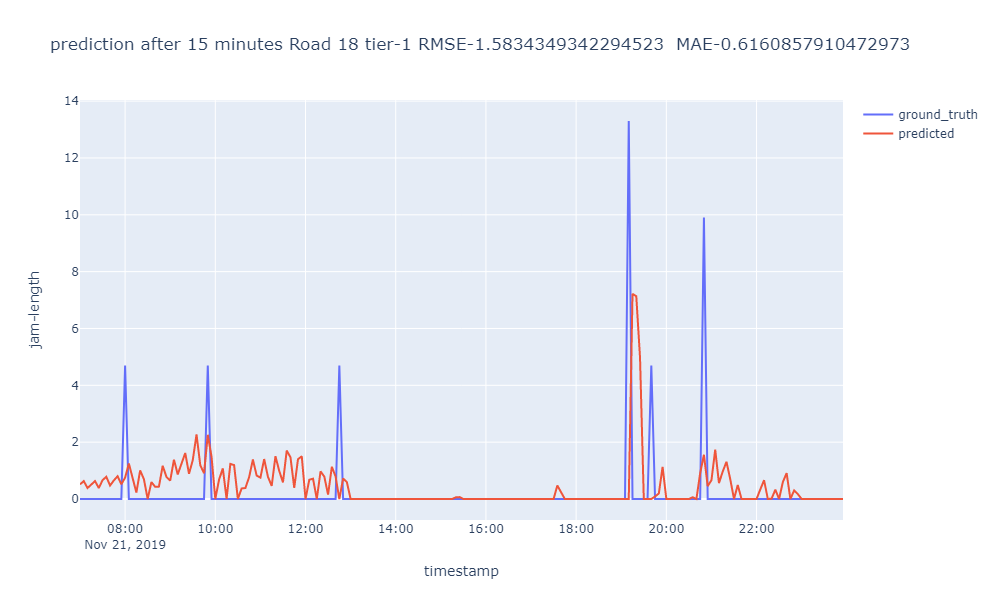 prediction after 15 minutes Road 18 tier-1 RMSE-1.5834349342294523  MAE-0.6160857910472973
14
12
10
8
6
4
2
0
jam-length
08:00 10:00 12:00 14:00 16:00 18:00 20:00 22:00
Nov 21, 2019
timestamp
ground_truth
predicted